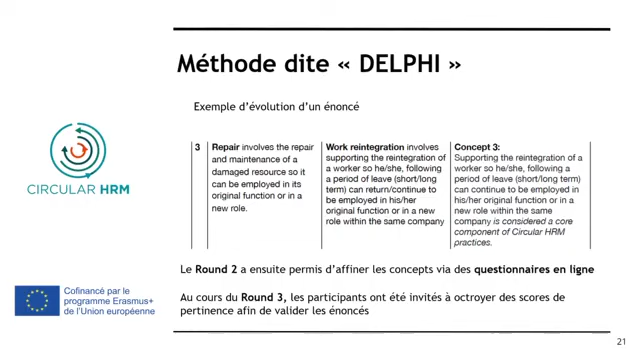 Méthode dite « DELPHI »
Exemple d'évolution d'un énoncé
CIRCULAR HRM
3
Repair involves the repair
and maintenance of a
damaged resource so it
can be employed in its
original function or in a
new role.
Work reintegration involves
supporting the reintegration of
a worker so he/she, following
a period of leave (short/long
term) can return/continue to
be employed in his/her
original function or in a new
role within the same company
Concept 3:
Supporting the reintegration of a
worker so he/she, following a
period of leave (short/long term)
can continue to be employed in
his/her original function or in a
new role within the same
company is considered a core
component of Circular HRM
practices.
Le Round 2 a ensuite permis d'affiner les concepts via des questionnaires en ligne
Au cours du Round 3, les participants ont été invités à octroyer des scores de
pertinence afin de valider les énoncés
Cofinancé par le
programme Erasmus+
de l'Union européenne
21